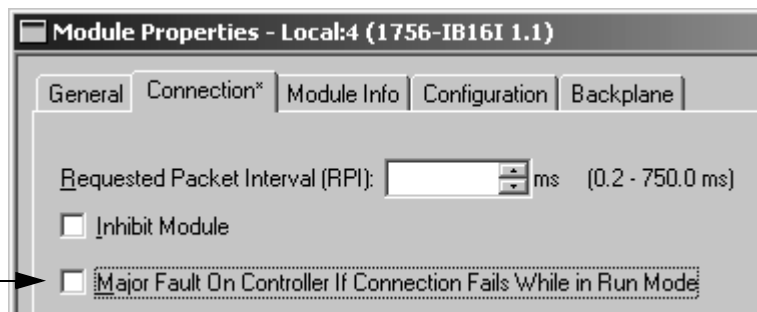 Module Properties - Local:4 (1756-IB16I 1.1)
General Connection* Module Info Configuration Backplane
Requested Packet Interval (RPI): ms (0.2 - 750.0 ms)
Inhibit Module
Major Fault On Controller If Connection Fails While in Run Mode